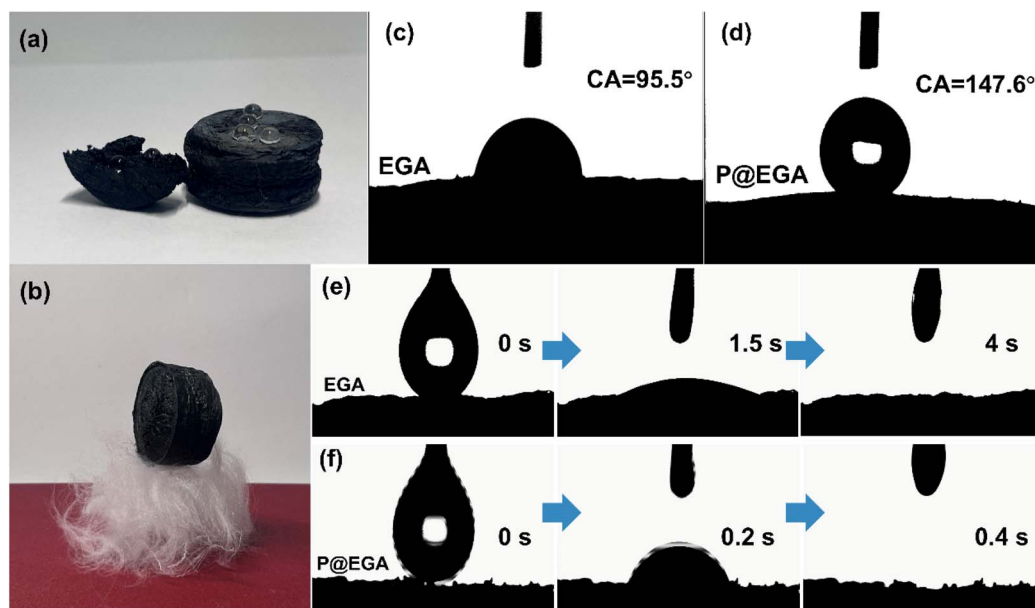 (a)
(c)
CA=95.5°
EGA
(d)
CA=147.6°
P@EGA
(b)
(e)
0 s
1.5 s
4 s
EGA
(f)
0 s
0.2 s
0.4 s
P@EGA